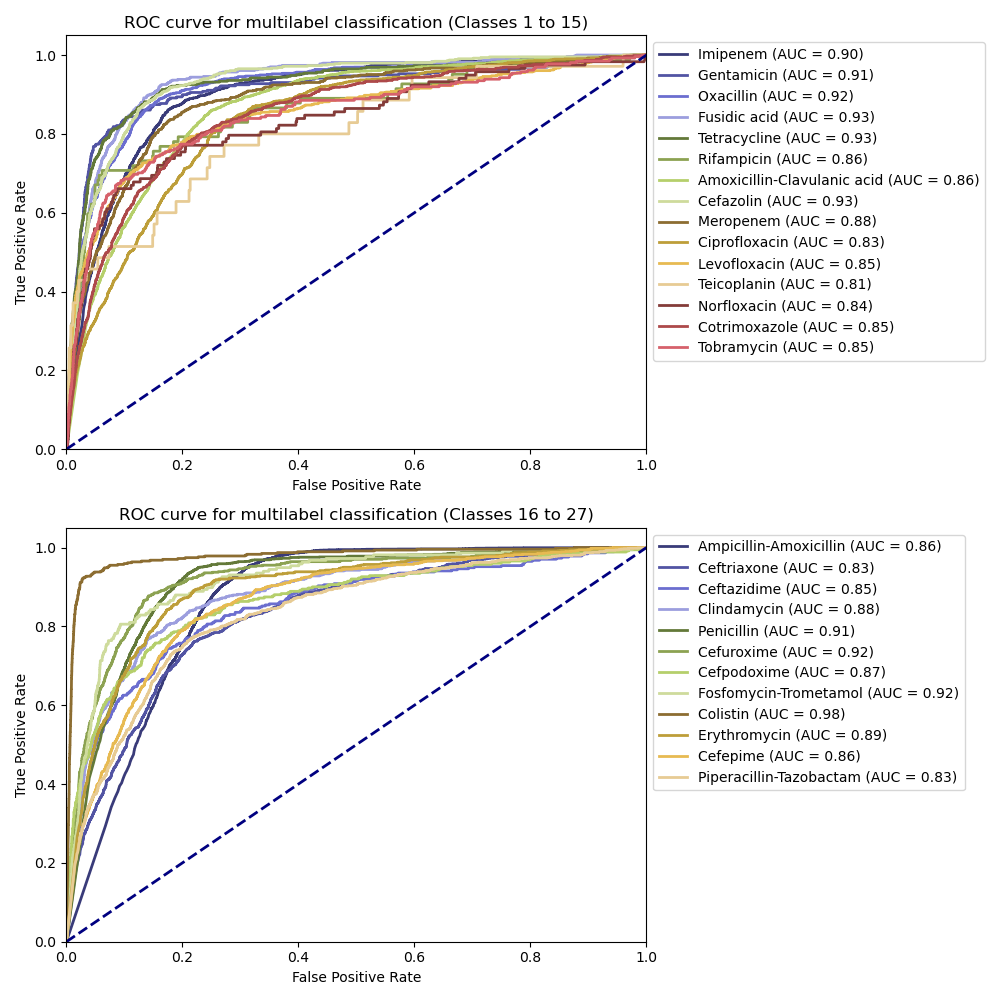 ROC curve for multilabel classification (Classes 1 to 15)
1.0
0.8
0.6
0.4
0.2
0.0
True Positive Rate
0.0 0.2 0.4 0.6 0.8 1.0
False Positive Rate
Imipenem (AUC = 0.90)
Gentamicin (AUC = 0.91)
Oxacillin (AUC = 0.92)
Fusidic acid (AUC = 0.93)
Tetracycline (AUC = 0.93)
Rifampicin (AUC = 0.86)
Amoxicillin-Clavulanic acid (AUC = 0.86)
Cefazolin (AUC = 0.93)
Meropenem (AUC = 0.88)
Ciprofloxacin (AUC = 0.83)
Levofloxacin (AUC = 0.85)
Teicoplanin (AUC = 0.81)
Norfloxacin (AUC = 0.84)
Cotrimoxazole (AUC = 0.85)
Tobramycin (AUC = 0.85)
ROC curve for multilabel classification (Classes 16 to 27)
1.0
0.8
0.6
0.4
0.2
0.0
True Positive Rate
0.0 0.2 0.4 0.6 0.8 1.0
False Positive Rate
Ampicillin-Amoxicillin (AUC = 0.86)
Ceftriaxone (AUC = 0.83)
Ceftazidime (AUC = 0.85)
Clindamycin (AUC = 0.88)
Penicillin (AUC = 0.91)
Cefuroxime (AUC = 0.92)
Cefpodoxime (AUC = 0.87)
Fosfomycin-Trometamol (AUC = 0.92)
Colistin (AUC = 0.98)
Erythromycin (AUC = 0.89)
Cefepime (AUC = 0.86)
Piperacillin-Tazobactam (AUC = 0.83)